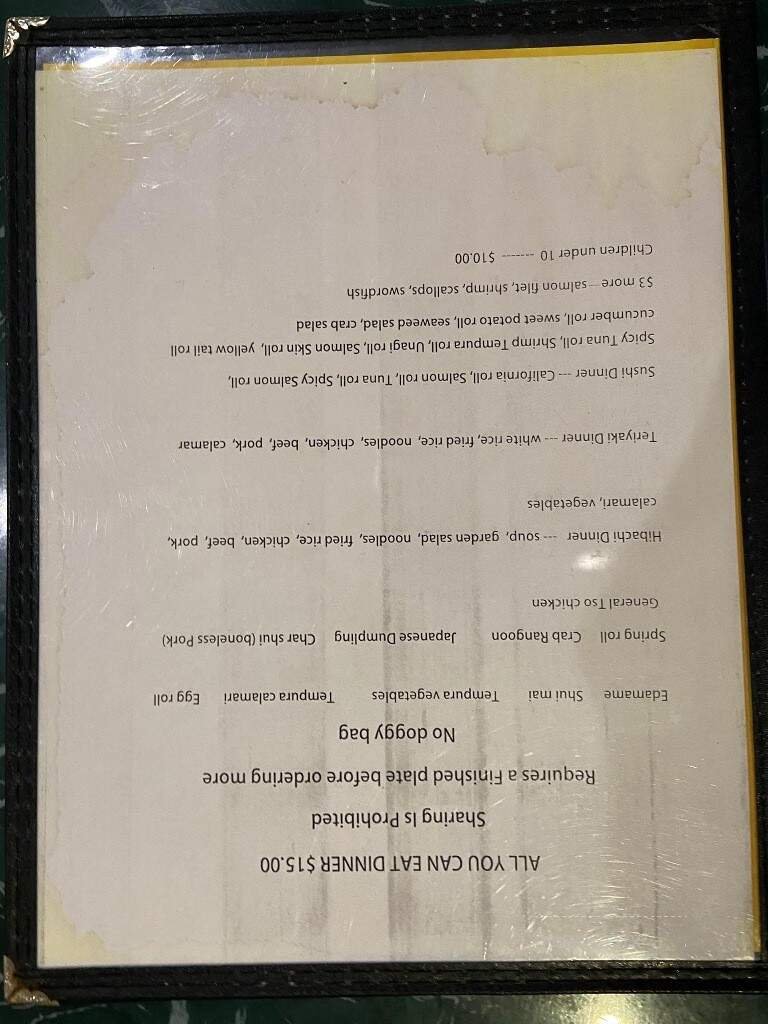 ALL YOU CAN EAT DINNER $15.00
Sharing Is Prohibited
Requires a Finished plate before ordering more
No doggy bag
Edamame Shui mai Tempura vegetables Tempura calamari Egg roll
Spring roll Crab Rangoon Japanese Dumpling Char shui (boneless Pork)
General Tso chicken
Hibachi Dinner --- soup, garden salad, noodles, fried rice, chicken, beef, pork,
calamari, vegetables
Teriyaki Dinner --- white rice, fried rice, noodles, chicken, beef, pork, calamar
Sushi Dinner --- California roll, Salmon roll, Tuna roll, Spicy Salmon roll,
Spicy Tuna roll, Shrimp Tempura roll, Unagi roll, Salmon Skin roll, yellow tail roll
cucumber roll, sweet potato roll, seaweed salad, crab salad
$3 more --- salmon filet, shrimp, scallops, swordfish
Children under 10 ------- $10.00